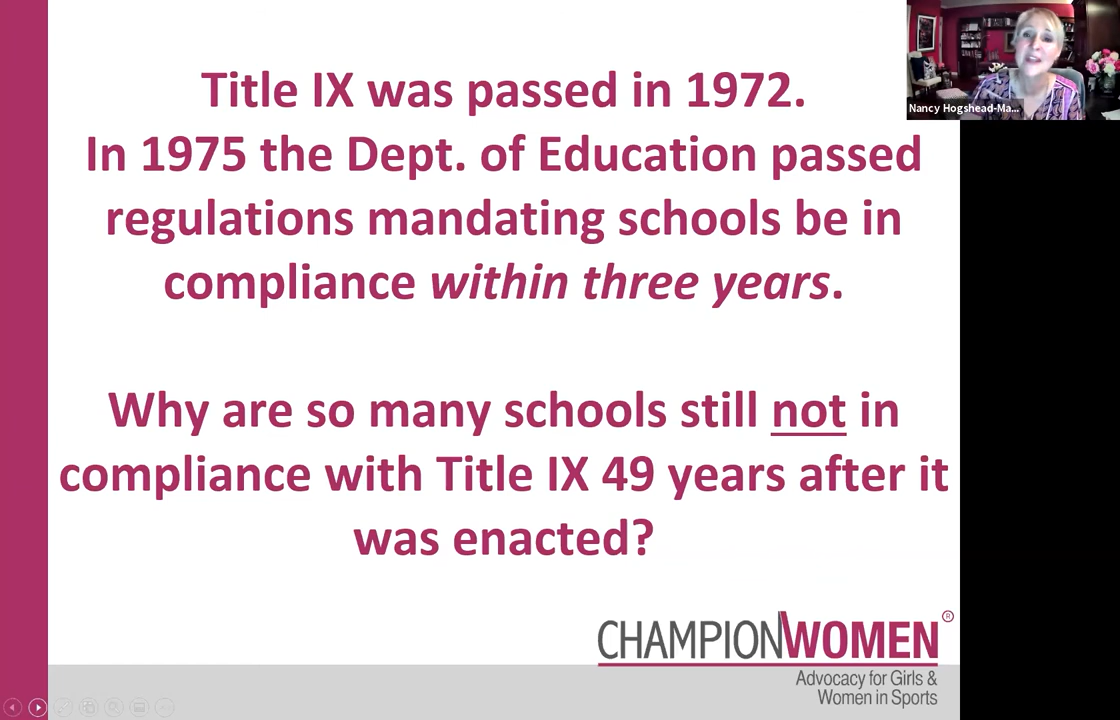 Title IX was passed in 1972.
In 1975 the Dept. of Education passed
regulations mandating schools be in
compliance within three years.
Why are so many schools still not in
compliance with Title IX 49 years after it
was enacted?
Nancy Hogshead-Ma...
CHAMPIONWOMEN®
Advocacy for Girls &
Women in Sports